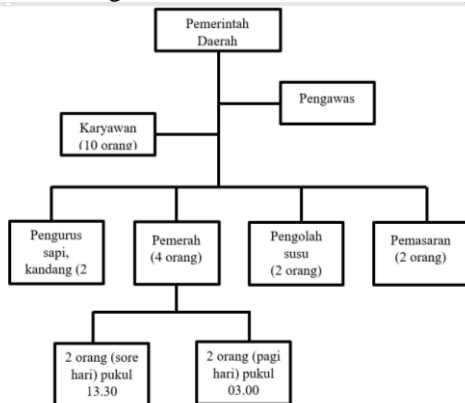 Pemerintah
Daerah
Pengawas
Karyawan
(10 orang)
Pengurus
sapi,
kandang (2
Pemerah
(4 orang)
Pengolah
susu
(2 orang)
Pemasaran
(2 orang)
2 orang (sore
hari) pukul
13.30
2 orang (pagi
hari) pukul
03.00